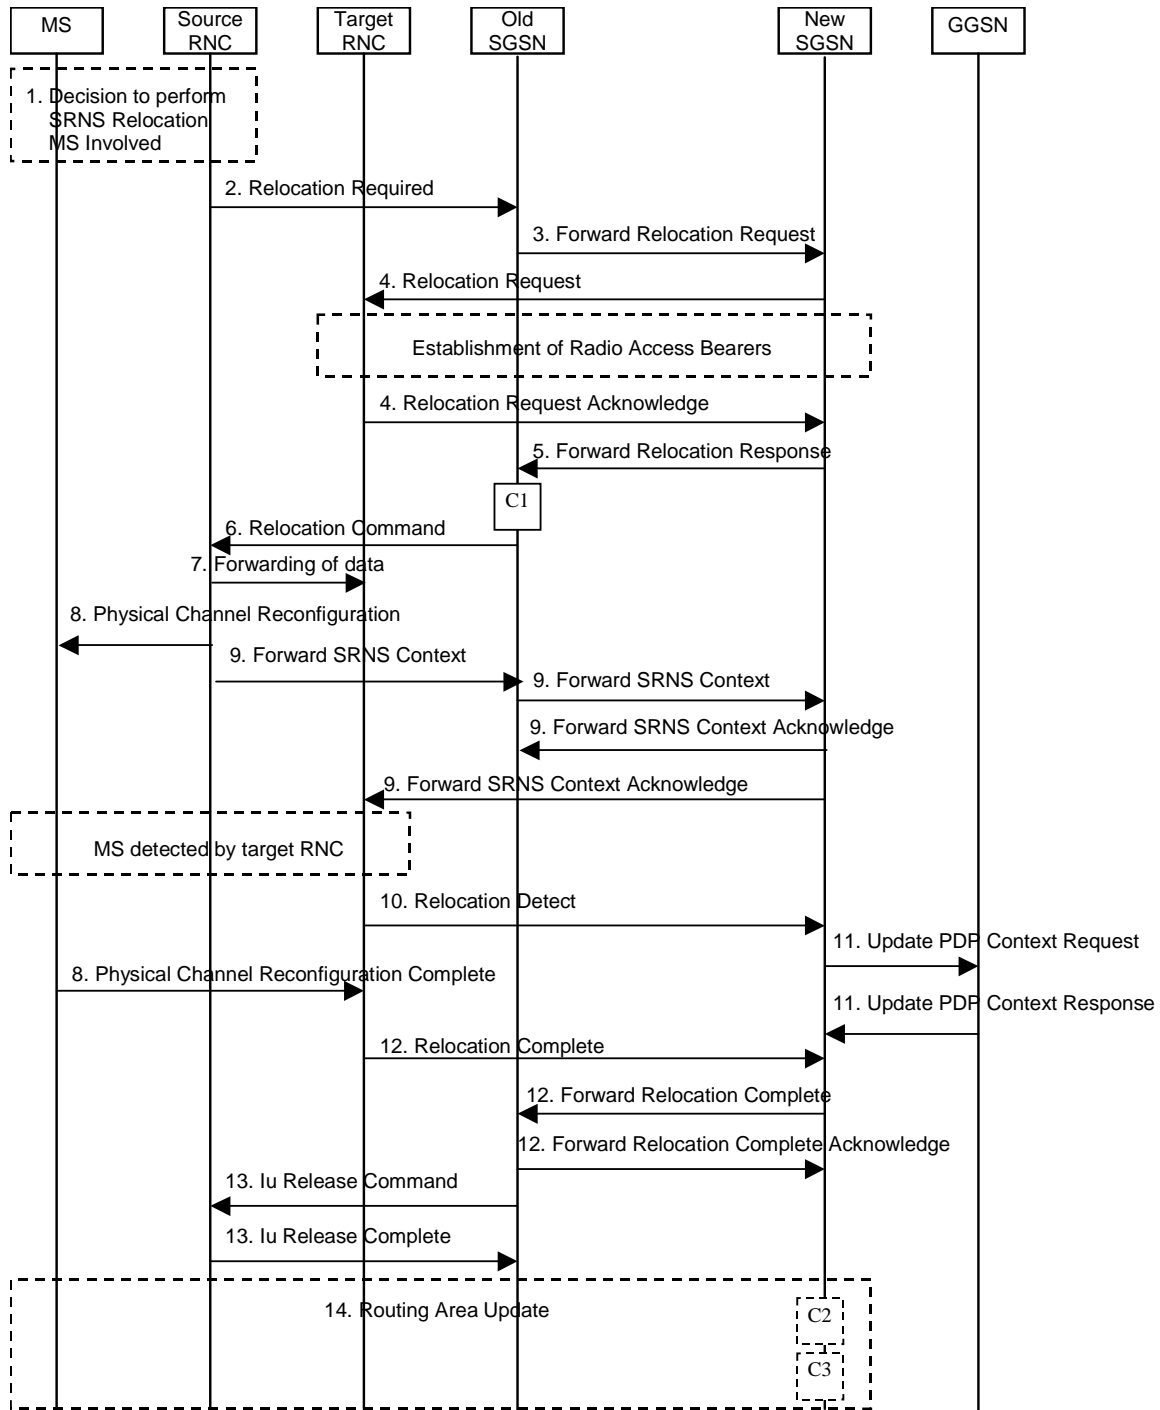 MS
Source
RNC
Target
RNC
Old
SGSN
New
SGSN
GGSN
1. Decision to perform
SRNS Relocation
MS Involved
2. Relocation Required
3. Forward Relocation Request
4. Relocation Request
Establishment of Radio Access Bearers
4. Relocation Request Acknowledge
5. Forward Relocation Response
C1
6. Relocation Command
7. Forwarding of data
8. Physical Channel Reconfiguration
9. Forward SRNS Context
9. Forward SRNS Context
9. Forward SRNS Context Acknowledge
9. Forward SRNS Context Acknowledge
MS detected by target RNC
10. Relocation Detect
11. Update PDP Context Request
8. Physical Channel Reconfiguration Complete
11. Update PDP Context Response
12. Relocation Complete
12. Forward Relocation Complete
12. Forward Relocation Complete Acknowledge
13. Iu Release Command
13. Iu Release Complete
14. Routing Area Update
C2
C3